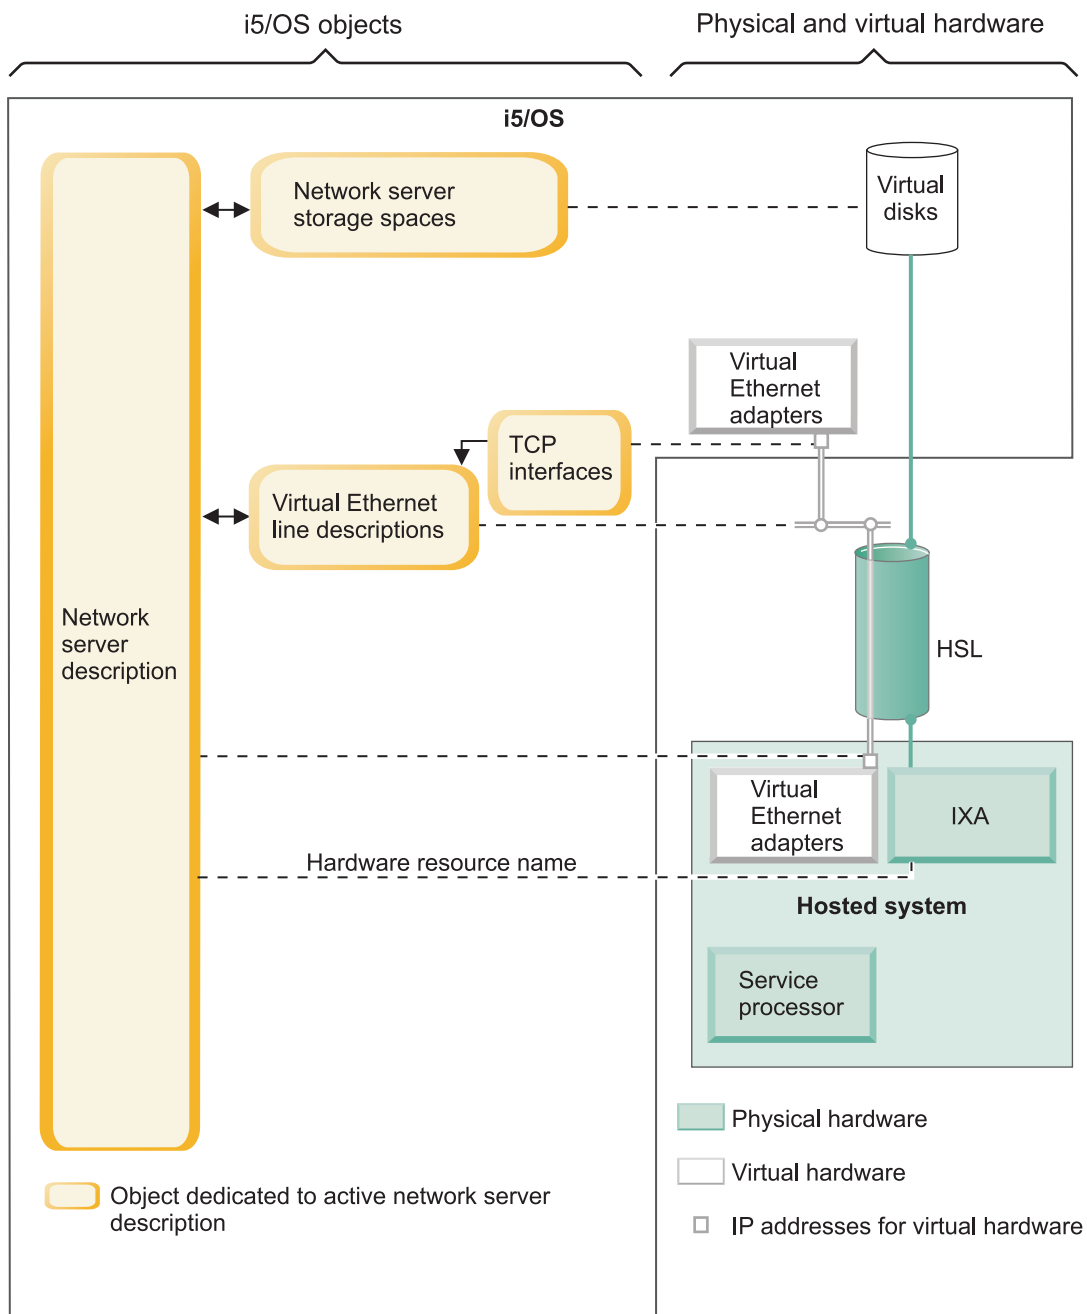 i5/OS objects
Physical and virtual hardware
i5/OS
Network server
storage spaces
Virtual
disks
Virtual
Ethernet
adapters
TCP
interfaces
Virtual Ethernet
line descriptions
Network
server
description
HSL
Virtual
Ethernet
adapters
IXA
Hardware resource name
Hosted system
Service
processor
Physical hardware
Virtual hardware
IP addresses for virtual hardware
Object dedicated to active network server
description